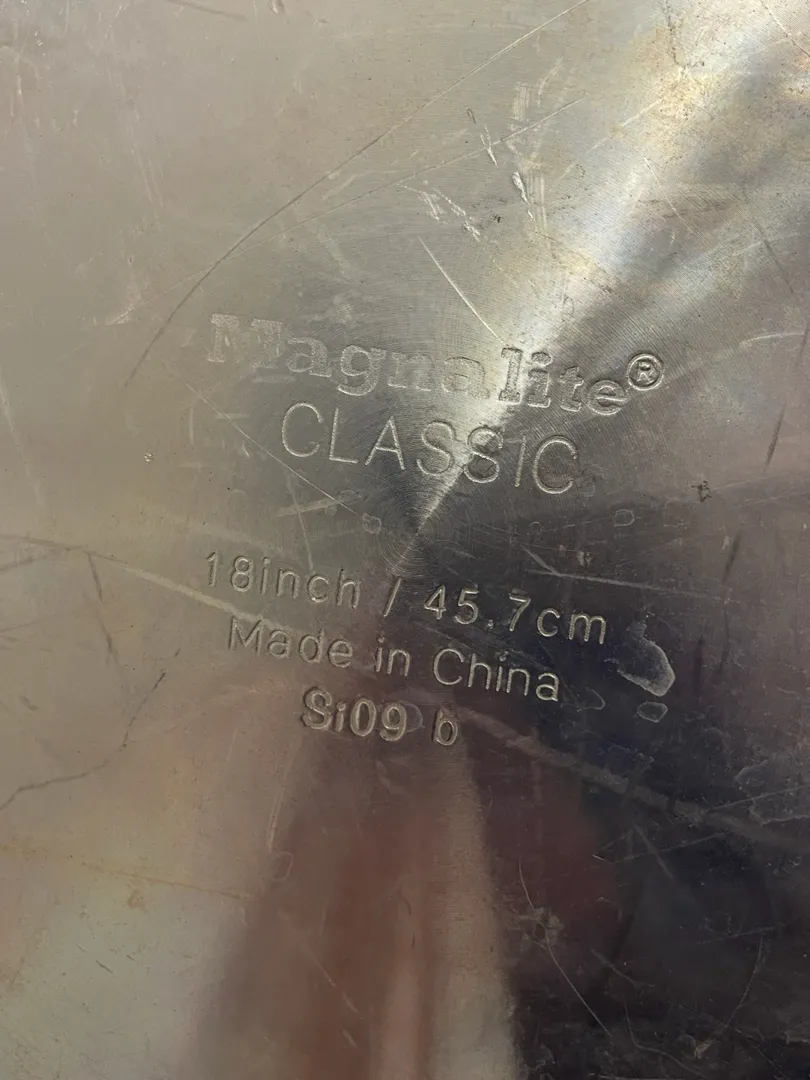 Magnalite®
CLASSIC
18inch / 45.7cm
Made in China
Si09 b